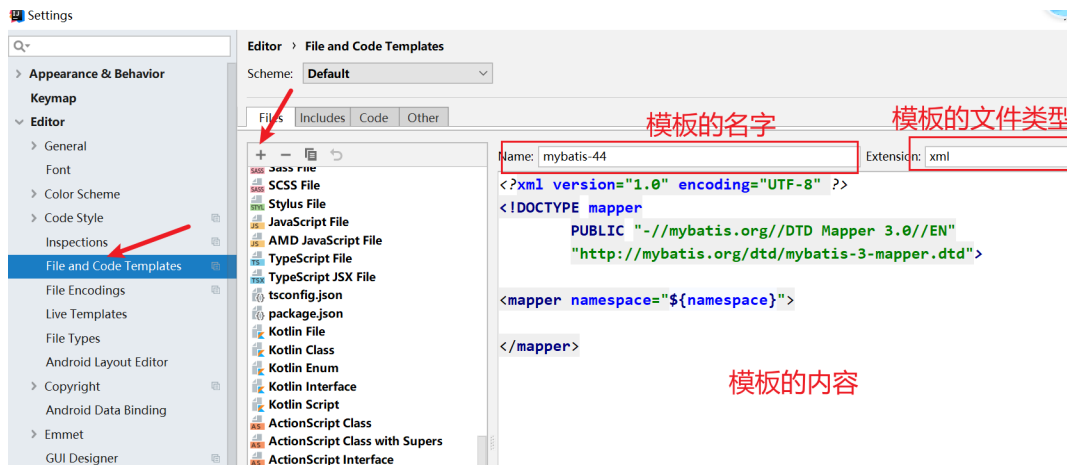 Settings
Appearance & Behavior
Keymap
Editor
General
Font
Color Scheme
Code Style
Inspections
File and Code Templates
File Encodings
Live Templates
File Types
Android Layout Editor
Copyright
Android Data Binding
Emmet
GUI Designer
Editor › File and Code Templates
Scheme: Default
Files Includes Code Other
Sass File
SCSS File
Stylus File
JavaScript File
AMD JavaScript File
TypeScript File
TypeScript JSX File
tsconfig.json
package.json
Kotlin File
Kotlin Class
Kotlin Enum
Kotlin Interface
Kotlin Script
ActionScript Class
ActionScript Class with Supers
ActionScript Interface
模板的名字
模板的文件类型
Name: mybatis-44 Extension: xml
<?xml version="1.0" encoding="UTF-8" ?>
<!DOCTYPE mapper
PUBLIC "-//mybatis.org//DTD Mapper 3.0//EN"
"http://mybatis.org/dtd/mybatis-3-mapper.dtd">
<mapper namespace="${namespace}">
</mapper>
模板的内容